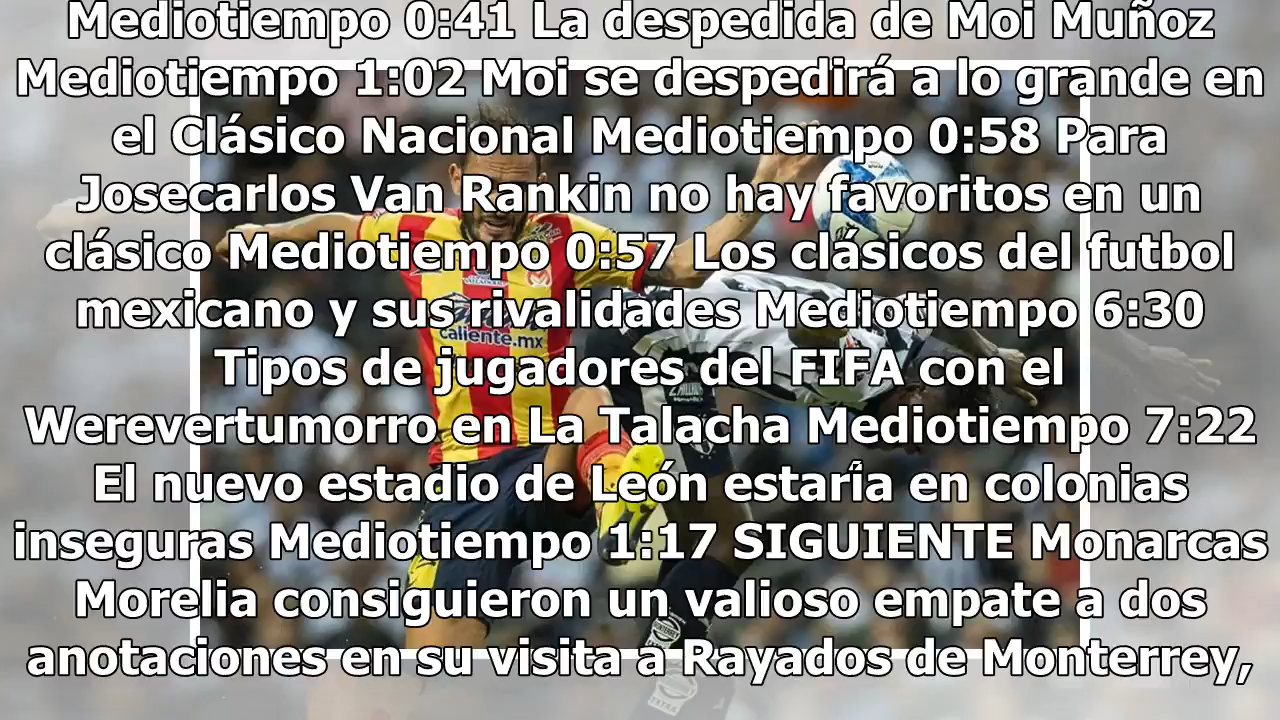 Mediotiempo 0:41 La despedida de Moi Muñoz
Mediotiempo 1:02 Moi se despedirá a lo grande en
el Clásico Nacional Mediotiempo 0:58 Para
Josecarlos Van Rankin no hay favoritos en un
clásico Mediotiempo 0:57 Los clásicos del futbol
mexicano y sus rivalidades Mediotiempo 6:30
Tipos de jugadores del FIFA con el
Werevertumorro en La Talacha Mediotiempo 7:22
El nuevo estadio de León estaría en colonias
inseguras Mediotiempo 1:17 SIGUIENTE Monarcas
Morelia consiguieron un valioso empate a dos
anotaciones en su visita a Rayados de Monterrey,
caliente.mx